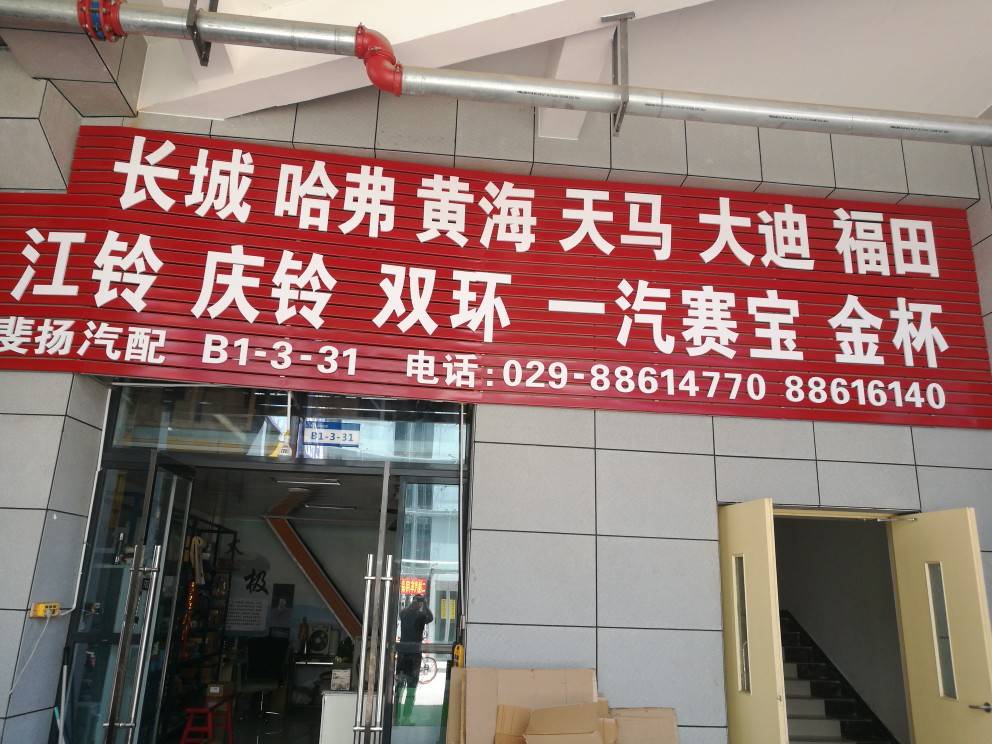 长城 哈弗 黄海 天马 大迪 福田
江铃 庆铃 双环 一汽赛宝 金杯
斐扬汽配 B1-3-31 电话:029-88614770 88616140
B1-3-31
极